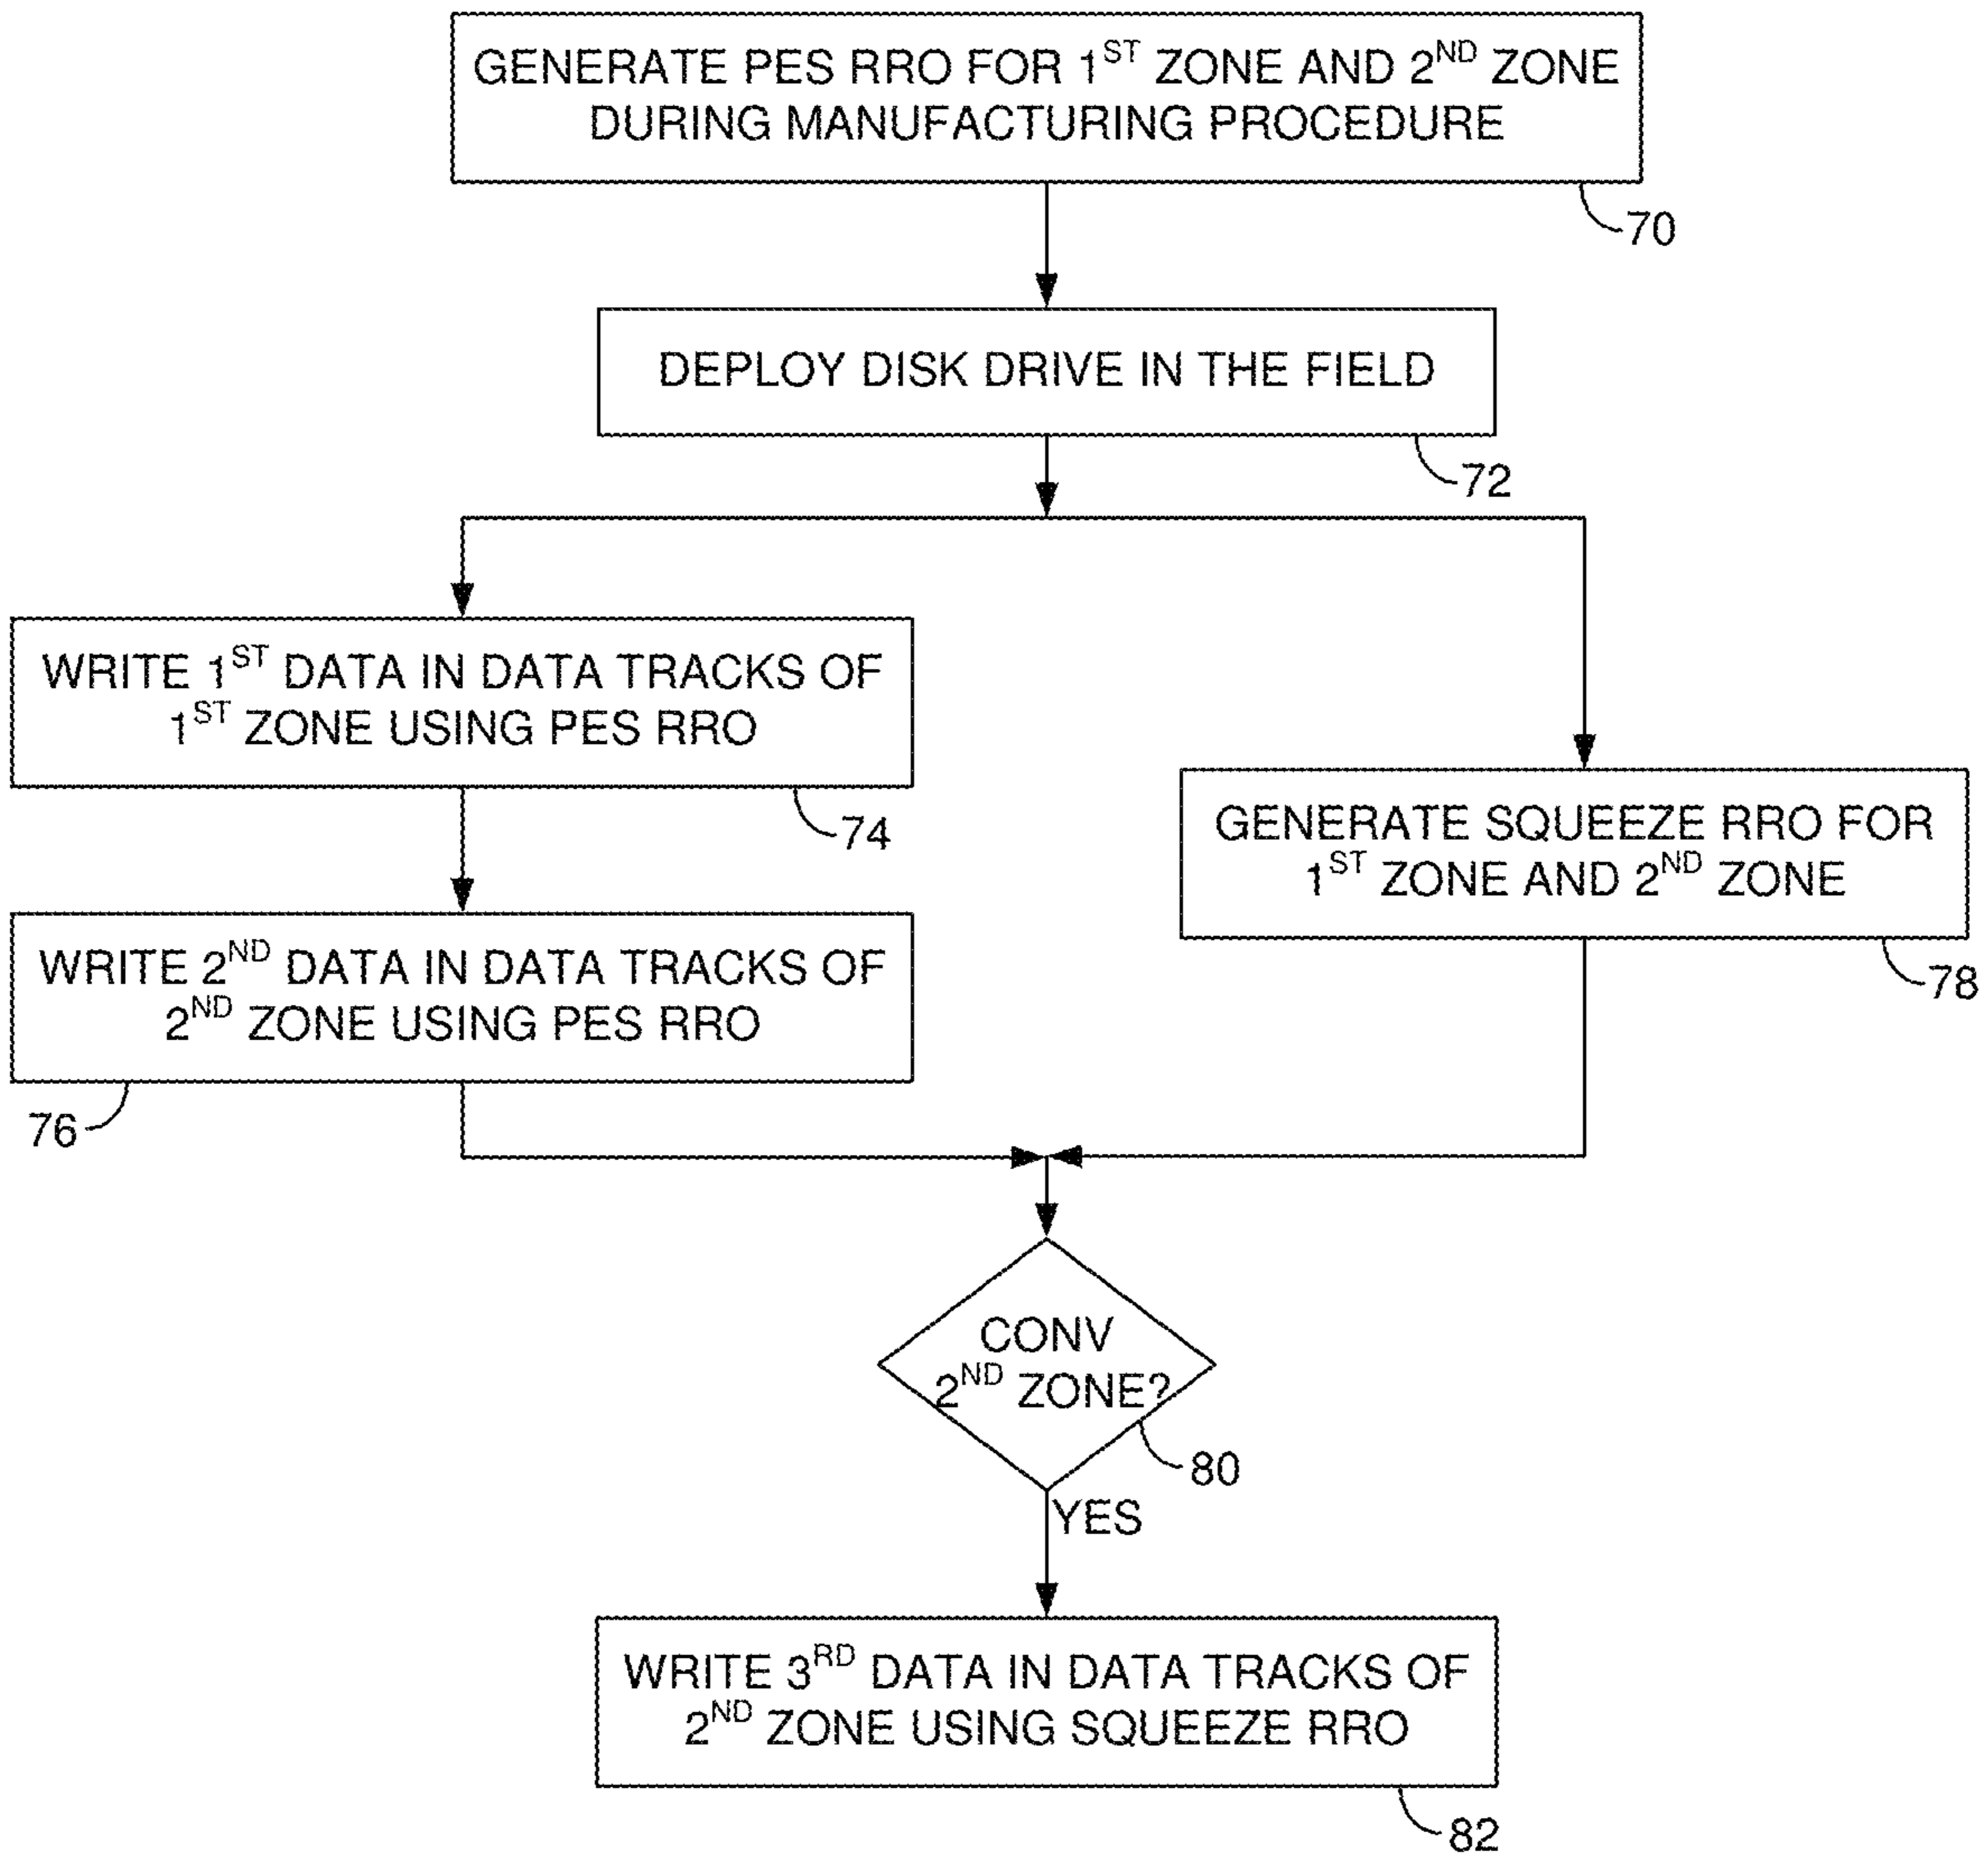 GENERATE PES RRO FOR 1ST ZONE AND 2ND ZONE
DURING MANUFACTURING PROCEDURE
70
DEPLOY DISK DRIVE IN THE FIELD
72
WRITE 1ST DATA IN DATA TRACKS OF
1ST ZONE USING PES RRO
74
GENERATE SQUEEZE RRO FOR
1ST ZONE AND 2ND ZONE
78
WRITE 2ND DATA IN DATA TRACKS OF
2ND ZONE USING PES RRO
76
CONV
2ND ZONE?
80
YES
WRITE 3RD DATA IN DATA TRACKS OF
2ND ZONE USING SQUEEZE RRO
82